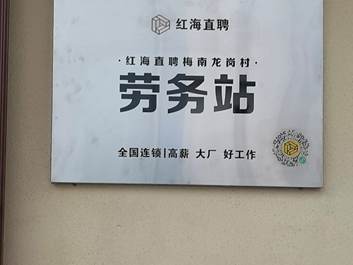 红海直聘
·红海直聘梅南龙岗村·
劳务站
全国连锁|高薪 大厂 好工作